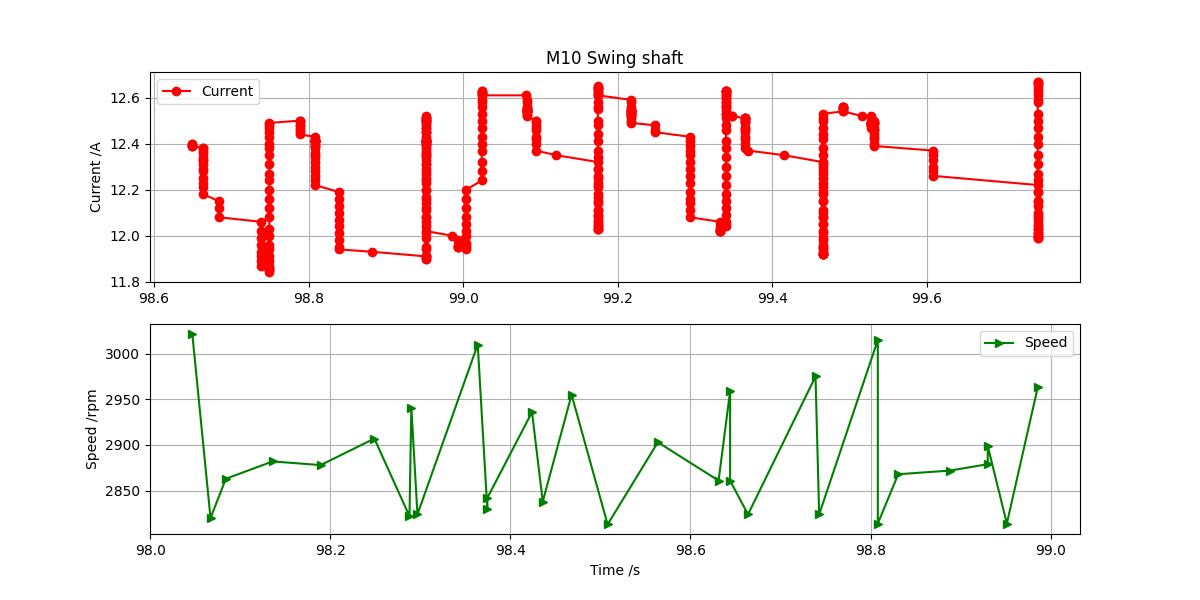 M10 Swing shaft
Current /A
12.6
12.4
12.2
12.0
11.8
Current
98.6 98.8 99.0 99.2 99.4 99.6
Speed /rpm
3000
2950
2900
2850
Speed
98.0 98.2 98.4 98.6 98.8 99.0
Time /s